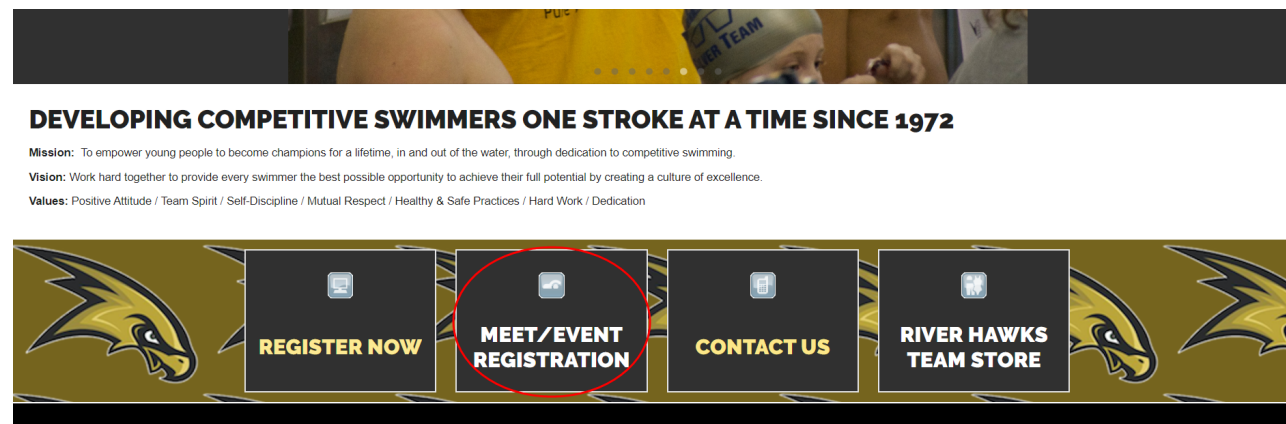 TEAM
DEVELOPING COMPETITIVE SWIMMERS ONE STROKE AT A TIME SINCE 1972
Mission: To empower young people to become champions for a lifetime, in and out of the water, through dedication to competitive swimming.
Vision: Work hard together to provide every swimmer the best possible opportunity to achieve their full potential by creating a culture of excellence.
Values: Positive Attitude / Team Spirit / Self-Discipline / Mutual Respect / Healthy & Safe Practices / Hard Work / Dedication
REGISTER NOW
MEET/EVENT
REGISTRATION
CONTACT US
RIVER HAWKS
TEAM STORE